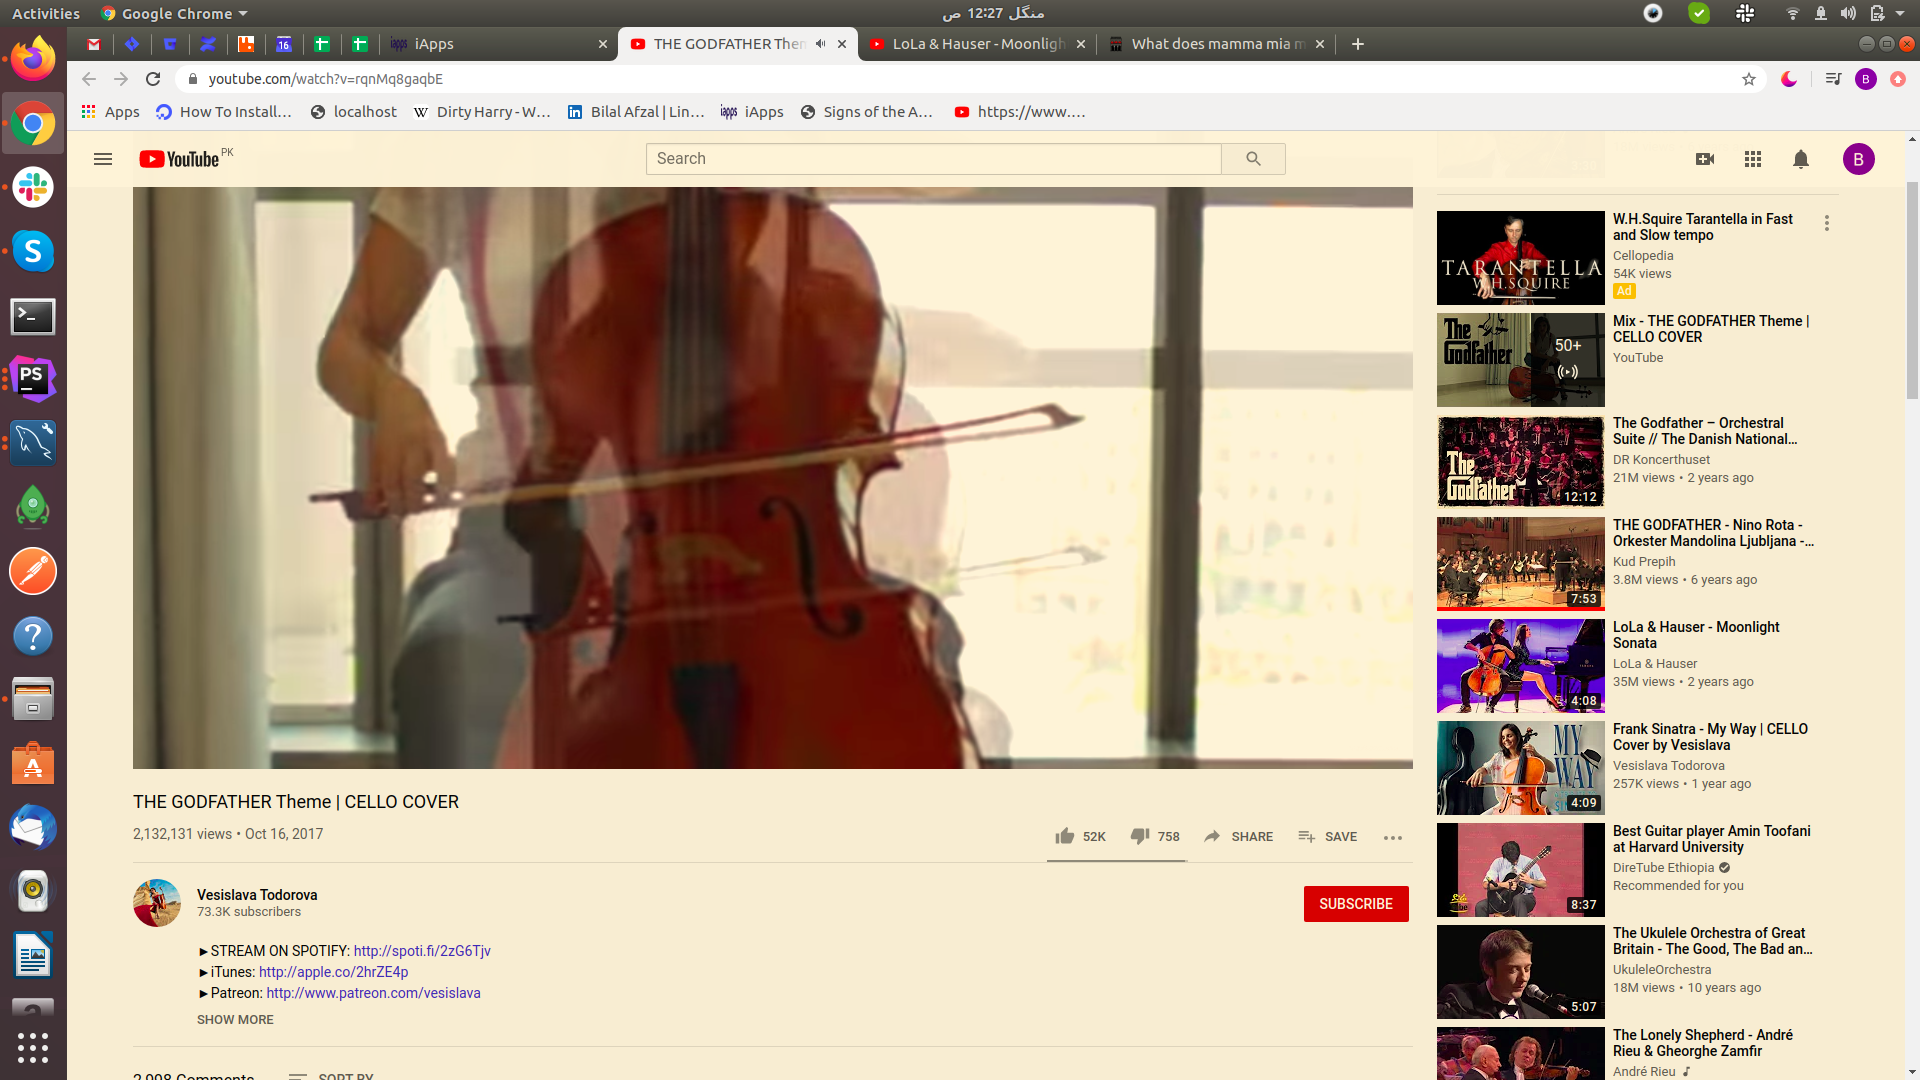 Activities
Google Chrome
منگل 12:27 ص
16
iapps iApps
THE GODFATHER Then
LoLa & Hauser - Moonligh
What does mamma mia m
youtube.com/watch?v=rqnMq8gaqbE
B
Apps
How To Install...
localhost
W Dirty Harry - W...
in Bilal Afzal | Lin...
iapps iApps
Signs of the A...
https://www....
YouTube PK
Search
B
THE GODFATHER Theme | CELLO COVER
2,132,131 views • Oct 16, 2017
52K
758
SHARE
SAVE
Vesislava Todorova
73.3K subscribers
SUBSCRIBE
►STREAM ON SPOTIFY: http://spoti.fi/2zG6Tjv
►iTunes: http://apple.co/2hrZE4p
►Patreon: http://www.patreon.com/vesislava
SHOW MORE
2,998 Comments
SORT BY
TARANTELLA
W.H.SQUIRE
W.H.Squire Tarantella in Fast
and Slow tempo
Cellopedia
54K views
Ad
The
Godfather
50+
Mix - THE GODFATHER Theme |
CELLO COVER
YouTube
The
Godfather
12:12
The Godfather – Orchestral
Suite // The Danish National...
DR Koncerthuset
21M views • 2 years ago
7:53
THE GODFATHER - Nino Rota -
Orkester Mandolina Ljubljana -...
Kud Prepih
3.8M views • 6 years ago
4:08
LoLa & Hauser - Moonlight
Sonata
LoLa & Hauser
35M views • 2 years ago
MY
WAY
4:09
Frank Sinatra - My Way | CELLO
Cover by Vesislava
Vesislava Todorova
257K views • 1 year ago
8:37
Best Guitar player Amin Toofani
at Harvard University
DireTube Ethiopia
Recommended for you
5:07
The Ukulele Orchestra of Great
Britain - The Good, The Bad an...
UkuleleOrchestra
18M views • 10 years ago
The Lonely Shepherd - André
Rieu & Gheorghe Zamfir
André Rieu
S
PS
?
A